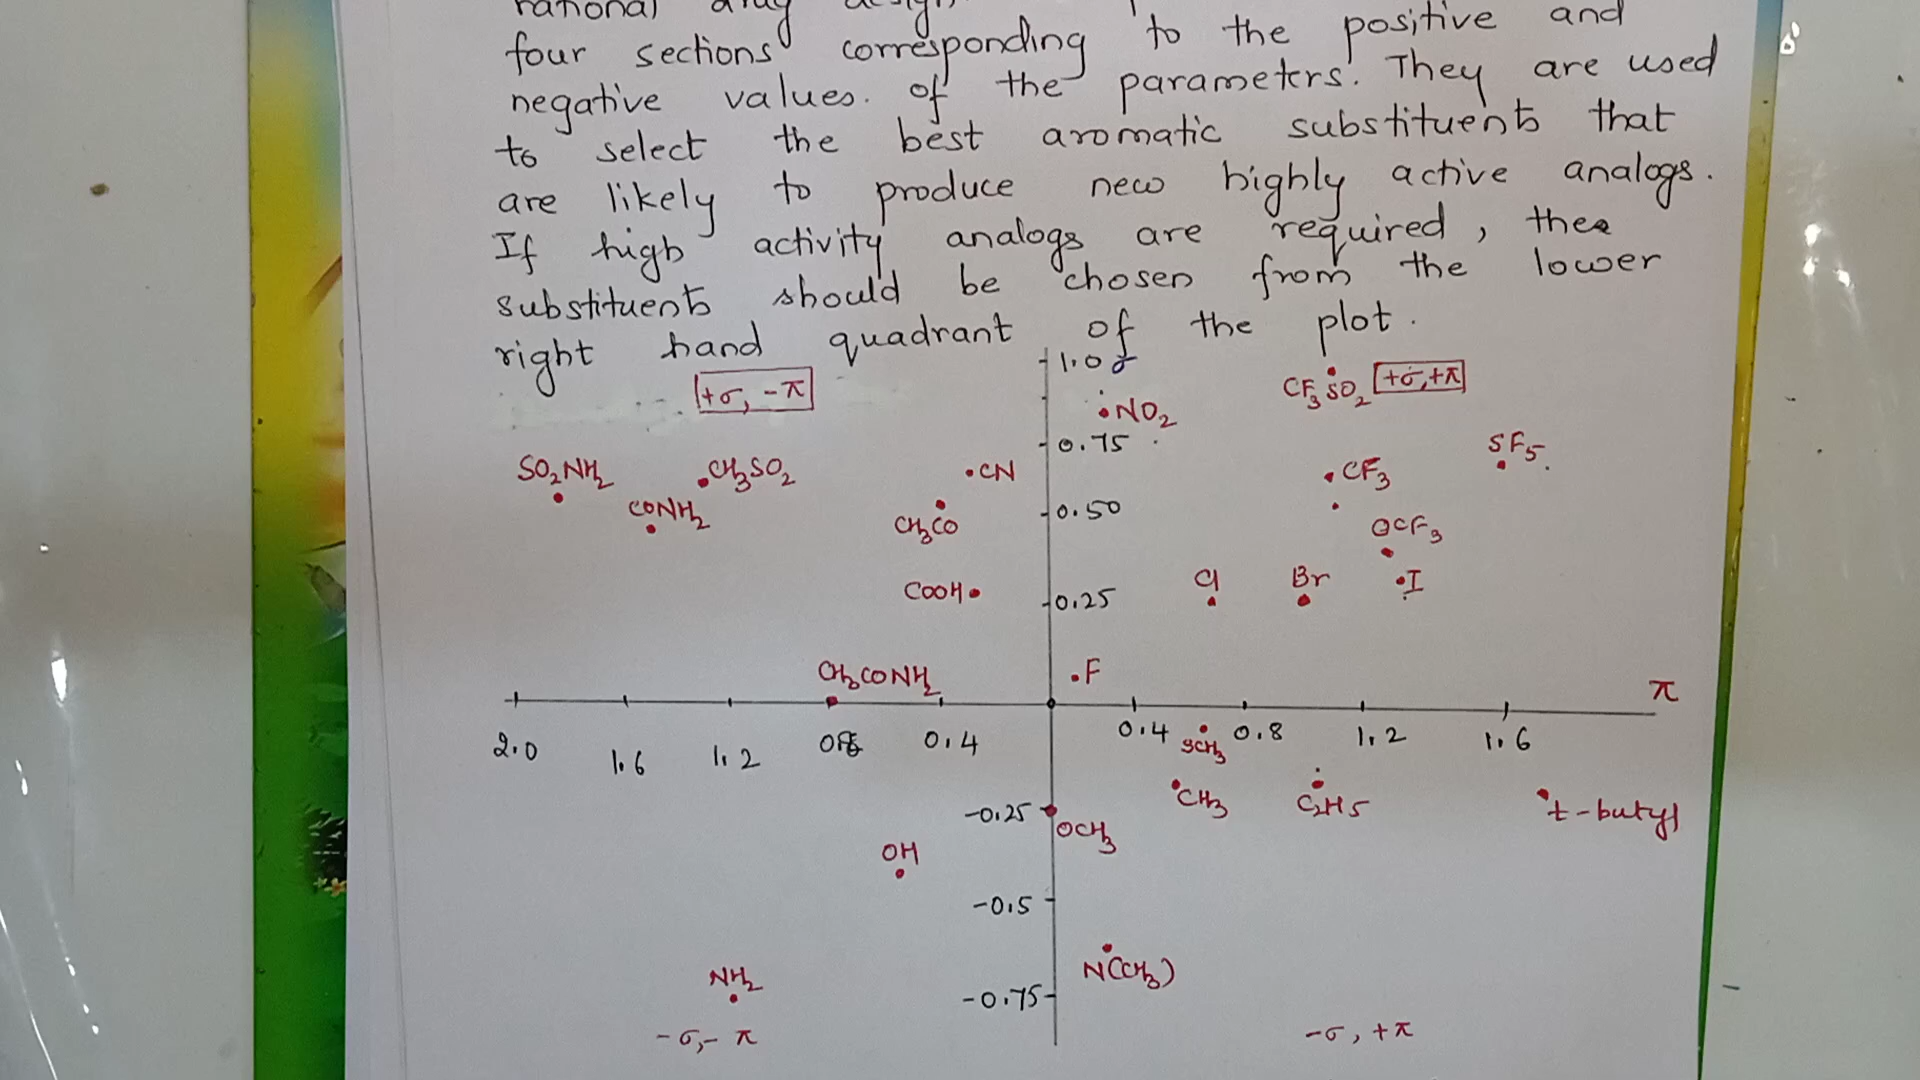 rational drug
four sections corresponding to the positive and
negative values. of the parameters. They are used
to select the best aromatic substituents that
are likely to produce new highly active analogs.
If high activity analogs are required, the
substituents should be chosen from the lower
right hand quadrant of the plot.
1.0 σ
+σ, -π
CF3SO2 +σ,+π
NO2
0.75
SF5
SO2NH2
CH3SO2
CN
CF3
CONH2
CH3CO
0.50
OCF3
COOH
0.25
Cl
Br
I
CH3CONH2
F
π
2.0 1.6 1.2 0.4 0.4 0.8 1.2 1.6
SCH3
CH3
C2H5
t-butyl
-0.25
OCH3
OH
-0.5
N(CH3)
NH2
-0.75
-σ,-π
-σ, +π